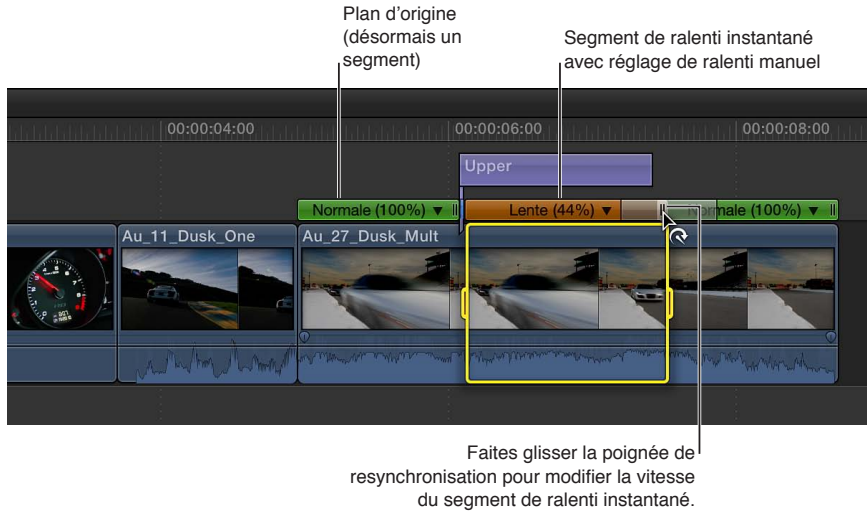 Plan d’origine
(désormais un
segment)
Segment de ralenti instantané
avec réglage de ralenti manuel
00:00:04:00
00:00:06:00
00:00:08:00
Upper
Normale (100%)
Lente (44%)
Normale (100%)
Au_11_Dusk_One
Au_27_Dusk_Mult
Faites glisser la poignée de
resynchronisation pour modifier la vitesse
du segment de ralenti instantané.